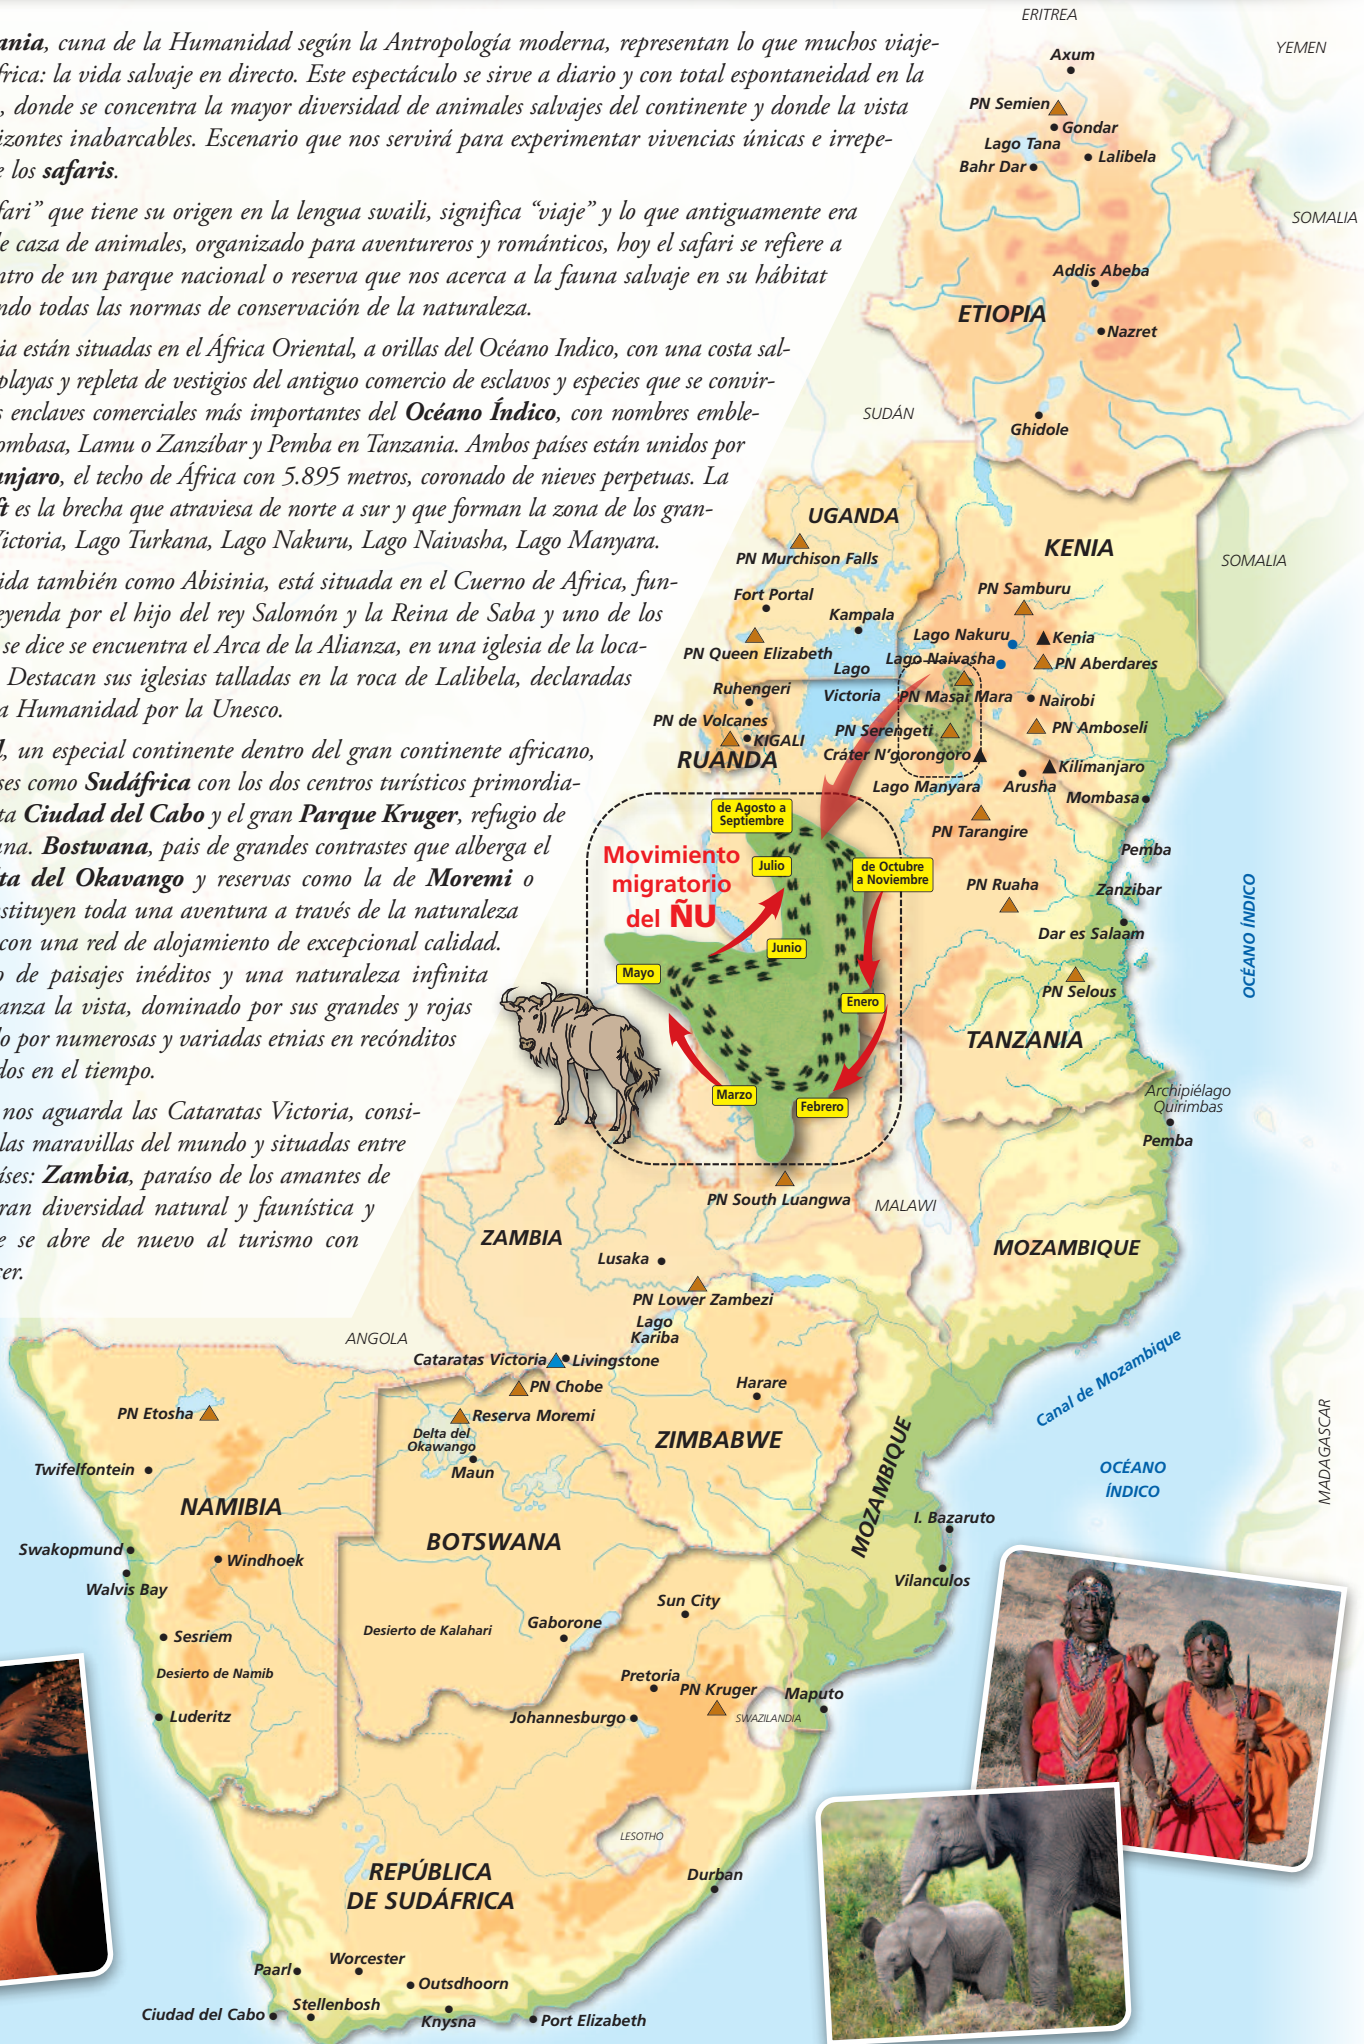 ania, cuna de la Humanidad según la Antropología moderna, representan lo que muchos viaje-
frica: la vida salvaje en directo. Este espectáculo se sirve a diario y con total espontaneidad en la
, donde se concentra la mayor diversidad de animales salvajes del continente y donde la vista
izontes inabarcables. Escenario que nos servirá para experimentar vivencias únicas e irrepe-
e los safaris.
fari” que tiene su origen en la lengua swaili, significa “viaje” y lo que antiguamente era
le caza de animales, organizado para aventureros y románticos, hoy el safari se refiere a
ntro de un parque nacional o reserva que nos acerca a la fauna salvaje en su hábitat
ndo todas las normas de conservación de la naturaleza.
ia están situadas en el África Oriental, a orillas del Océano Indico, con una costa sal-
playas y repleta de vestigios del antiguo comercio de esclavos y especies que se convir-
s enclaves comerciales más importantes del Océano Índico, con nombres emble-
ombasa, Lamu o Zanzíbar y Pemba en Tanzania. Ambos países están unidos por
anjaro, el techo de África con 5.895 metros, coronado de nieves perpetuas. La
ft es la brecha que atraviesa de norte a sur y que forman la zona de los gran-
Victoria, Lago Turkana, Lago Nakuru, Lago Naivasha, Lago Manyara.
ida también como Abisinia, está situada en el Cuerno de Africa, fun-
leyenda por el hijo del rey Salomón y la Reina de Saba y uno de los
se dice se encuentra el Arca de la Alianza, en una iglesia de la loca-
. Destacan sus iglesias talladas en la roca de Lalibela, declaradas
a Humanidad por la Unesco.
l, un especial continente dentro del gran continente africano,
ses como Sudáfrica con los dos centros turísticos primordia-
ta Ciudad del Cabo y el gran Parque Kruger, refugio de
una. Bostwana, pais de grandes contrastes que alberga el
lta del Okavango y reservas como la de Moremi o
nstituyen toda una aventura a través de la naturaleza
con una red de alojamiento de excepcional calidad.
o de paisajes inéditos y una naturaleza infinita
anza la vista, dominado por sus grandes y rojas
lo por numerosas y variadas etnias en recónditos
dos en el tiempo.
nos aguarda las Cataratas Victoria, consi-
las maravillas del mundo y situadas entre
íses: Zambia, paraíso de los amantes de
ran diversidad natural y faunística y
e se abre de nuevo al turismo con
cer.
ERITREA
YEMEN
Axum
PN Semien
Gondar
Lago Tana
Lalibela
Bahr Dar
SOMALIA
Addis Abeba
ETIOPIA
Nazret
SUDÁN
Ghidole
UGANDA
KENIA
SOMALIA
PN Murchison Falls
PN Samburu
Fort Portal
Kampala
Lago Nakuru
Kenia
PN Queen Elizabeth
Lago Naivasha
PN Aberdares
Lago
Victoria
Ruhengeri
PN Masai Mara
Nairobi
PN de Volcanes
PN Serengeti
PN Amboseli
KIGALI
RUANDA
Cráter N'gorongoro
Kilimanjaro
Lago Manyara
Arusha
Mombasa
PN Tarangire
Pemba
PN Ruaha
Zanzibar
Dar es Salaam
PN Selous
TANZANIA
OCÉANO ÍNDICO
de Agosto a
Septiembre
Movimiento
migratorio
del ÑU
Julio
de Octubre
a Noviembre
Junio
Mayo
Enero
Marzo
Febrero
Archipiélago
Quirimbas
Pemba
PN South Luangwa
MALAWI
ZAMBIA
MOZAMBIQUE
Lusaka
PN Lower Zambezi
Lago
Kariba
ANGOLA
Canal de Mozambique
Cataratas Victoria
Livingstone
PN Chobe
Harare
PN Etosha
Reserva Moremi
Delta del
Okawango
ZIMBABWE
MADAGASCAR
Twifelfontein
Maun
OCÉANO
ÍNDICO
NAMIBIA
MOZAMBIQUE
I. Bazaruto
BOTSWANA
Swakopmund
Windhoek
Walvis Bay
Vilanculos
Sun City
Desierto de Kalahari
Gaborone
Sesriem
Desierto de Namib
Pretoria
PN Kruger
Maputo
Luderitz
Johannesburgo
SWAZILANDIA
LESOTHO
REPÚBLICA
DE SUDÁFRICA
Durban
Worcester
Paarl
Outsdhoorn
Stellenbosh
Ciudad del Cabo
Knysna
Port Elizabeth